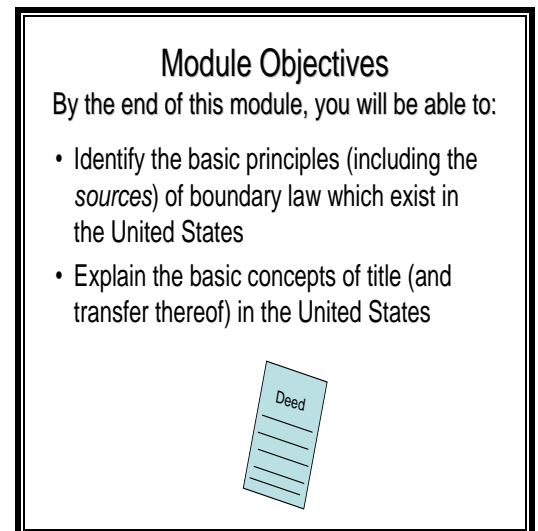 Module Objectives
By the end of this module, you will be able to:
• Identify the basic principles (including the
sources) of boundary law which exist in
the United States
• Explain the basic concepts of title (and
transfer thereof) in the United States
Deed